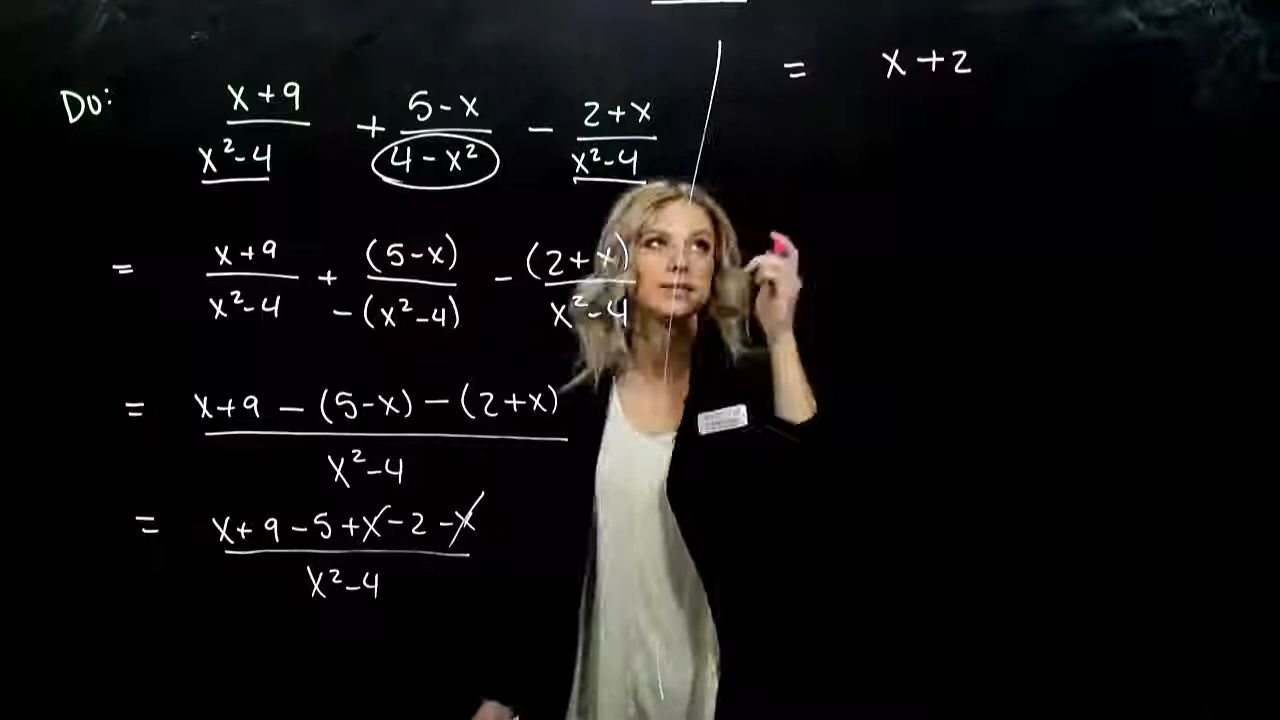 Do: x+9 / x²-4 + 5-x / 4-x² - 2+x / x²-4
= x+9 / x²-4 + (5-x) / -(x²-4) - (2+x) / x²-4
= x+9 - (5-x) - (2+x) / x²-4
= x+9-5+x-2-x / x²-4
= x+2